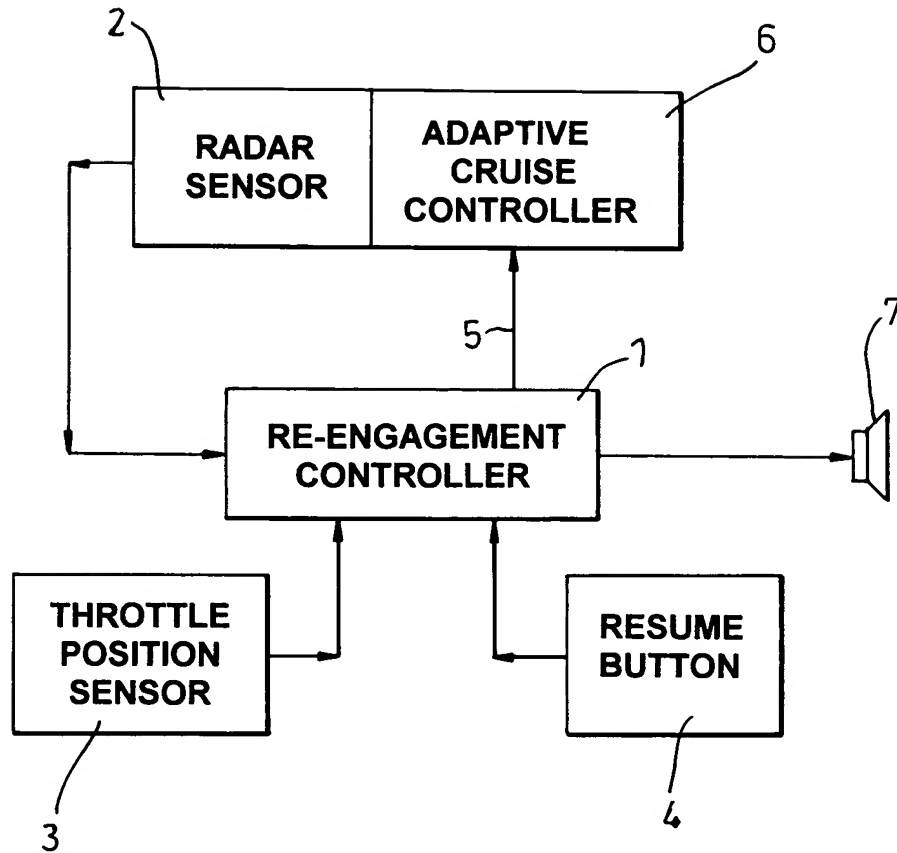 2
6
RADAR
SENSOR
ADAPTIVE
CRUISE
CONTROLLER
5
1
7
RE-ENGAGEMENT
CONTROLLER
THROTTLE
POSITION
SENSOR
RESUME
BUTTON
3
4